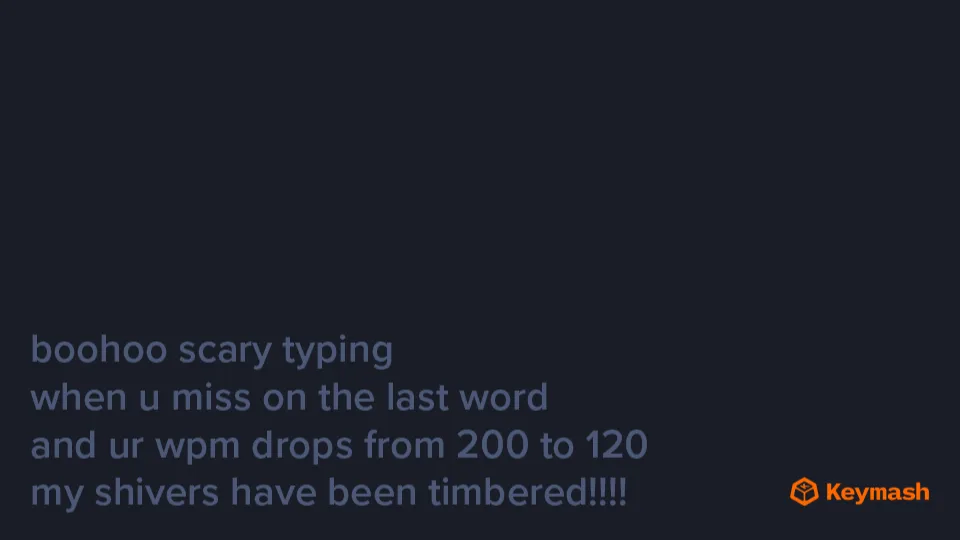 boohoo scary typing
when u miss on the last word
and ur wpm drops from 200 to 120
my shivers have been timbered!!!!
Keymash